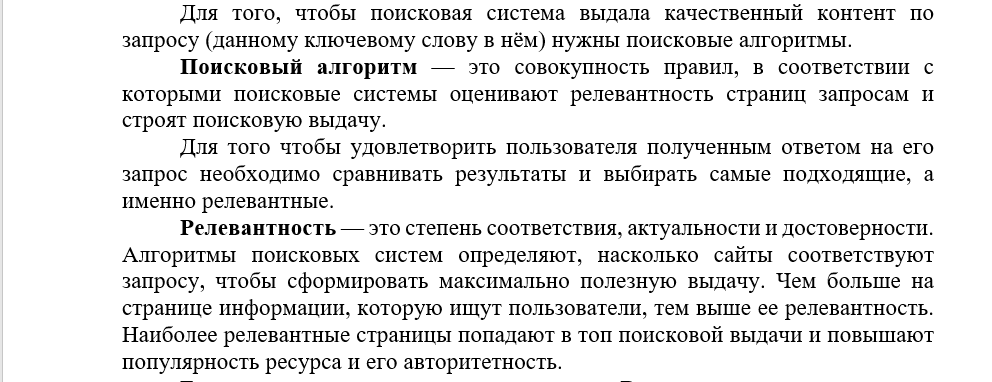 Для того, чтобы поисковая система выдала качественный контент по
запросу (данному ключевому слову в нём) нужны поисковые алгоритмы.
Поисковый алгоритм — это совокупность правил, в соответствии с
которыми поисковые системы оценивают релевантность страниц запросам и
строят поисковую выдачу.
Для того чтобы удовлетворить пользователя полученным ответом на его
запрос необходимо сравнивать результаты и выбирать самые подходящие, а
именно релевантные.
Релевантность — это степень соответствия, актуальности и достоверности.
Алгоритмы поисковых систем определяют, насколько сайты соответствуют
запросу, чтобы сформировать максимально полезную выдачу. Чем больше на
странице информации, которую ищут пользователи, тем выше ее релевантность.
Наиболее релевантные страницы попадают в топ поисковой выдачи и повышают
популярность ресурса и его авторитетность.